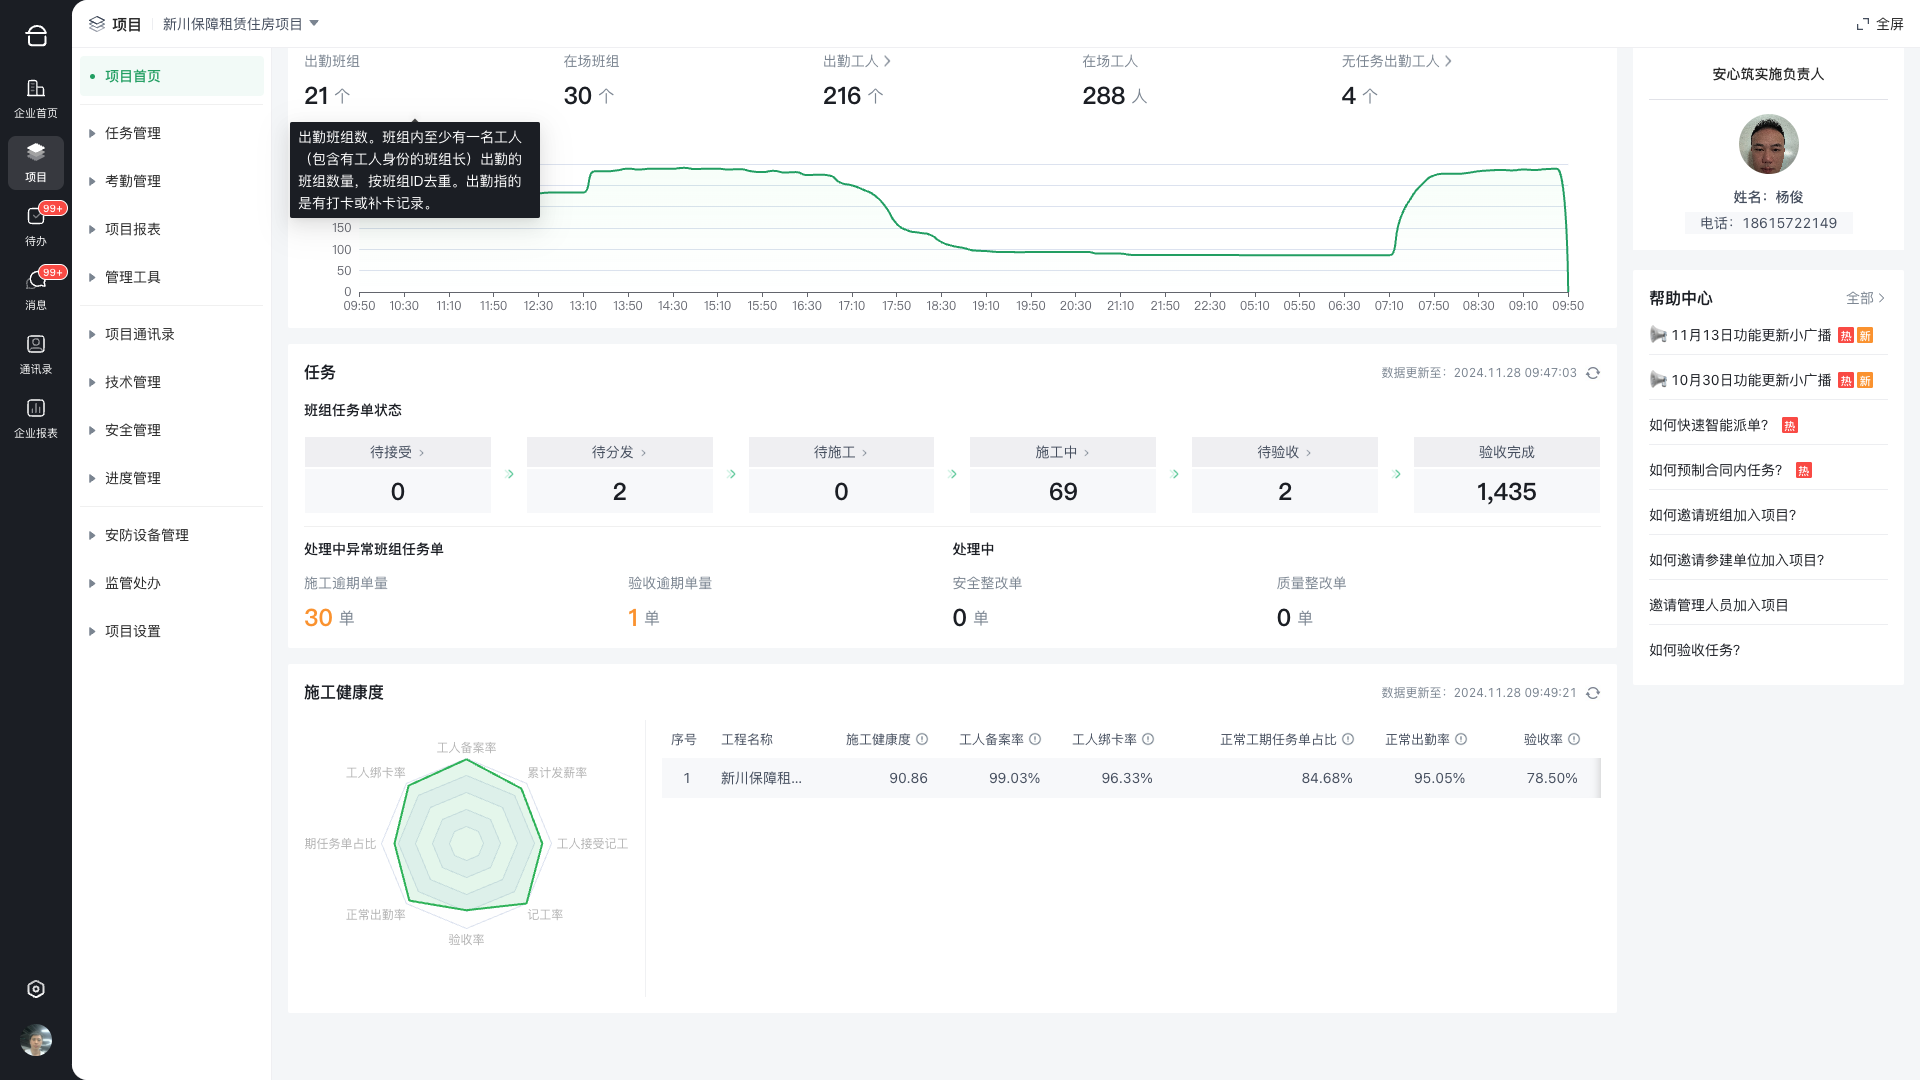 项目
新川保障租赁住房项目
全屏
企业首页
项目
99+
待办
99+
消息
通讯录
企业报表
项目首页
任务管理
考勤管理
项目报表
管理工具
项目通讯录
技术管理
安全管理
进度管理
安防设备管理
监管处办
项目设置
出勤班组
21 个
在场班组
30 个
出勤工人
216 个
在场工人
288 人
无任务出勤工人
4 个
出勤班组数。班组内至少有一名工人
（包含有工人身份的班组长）出勤的
班组数量，按班组ID去重。出勤指的
是有打卡或补卡记录。
150
100
50
0
09:50 10:30 11:10 11:50 12:30 13:10 13:50 14:30 15:10 15:50 16:30 17:10 17:50 18:30 19:10 19:50 20:30 21:10 21:50 22:30 05:10 05:50 06:30 07:10 07:50 08:30 09:10 09:50
任务
数据更新至：2024.11.28 09:47:03
班组任务单状态
待接受
0
待分发
2
待施工
0
施工中
69
待验收
2
验收完成
1,435
处理中异常班组任务单
处理中
施工逾期单量
30 单
验收逾期单量
1 单
安全整改单
0 单
质量整改单
0 单
施工健康度
数据更新至：2024.11.28 09:49:21
工人备案率
工人绑卡率
累计发薪率
期任务单占比
工人接受记工
正常出勤率
记工率
验收率
序号 工程名称 施工健康度 工人备案率 工人绑卡率 正常工期任务单占比 正常出勤率 验收率
1 新川保障租... 90.86 99.03% 96.33% 84.68% 95.05% 78.50%
安心筑实施负责人
姓名：杨俊
电话：18615722149
帮助中心
全部
11月13日功能更新小广播 热 新
10月30日功能更新小广播 热 新
如何快速智能派单? 热
如何预制合同内任务? 热
如何邀请班组加入项目?
如何邀请参建单位加入项目?
邀请管理人员加入项目
如何验收任务?